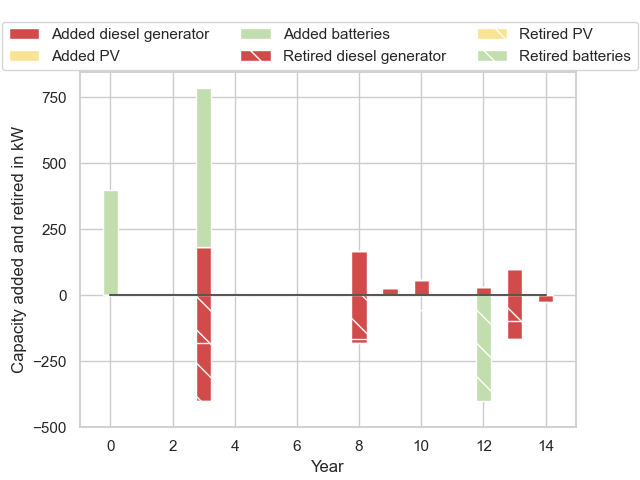 Added diesel generator
Added PV
Added batteries
Retired diesel generator
Retired PV
Retired batteries
Capacity added and retired in kW
750
500
250
0
−250
−500
0 2 4 6 8 10 12 14
Year